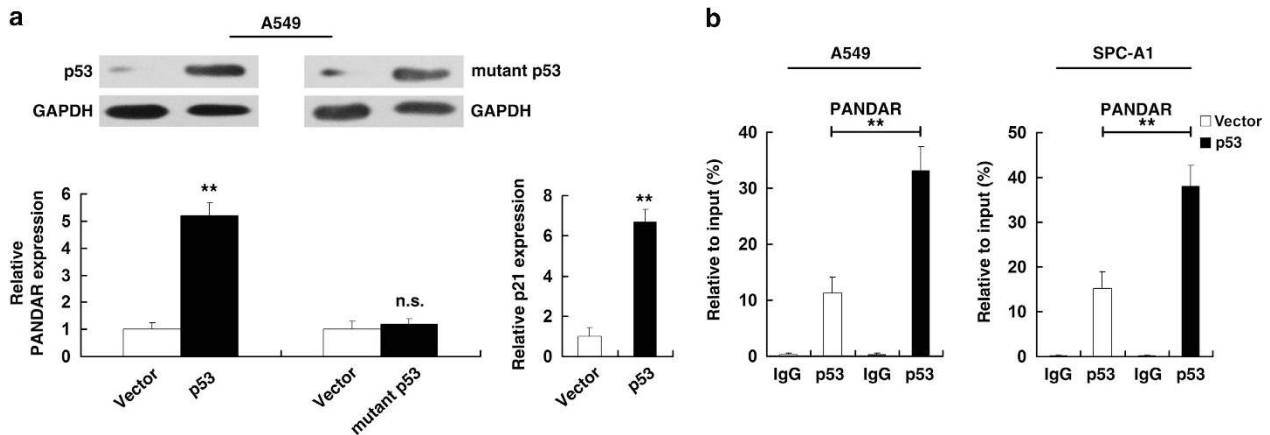 a
A549
p53
mutant p53
GAPDH
GAPDH
Relative
PANDAR expression
6
5
4
3
2
1
0
**
n.s.
Vector
p53
Vector
mutant p53
Relative p21 expression
8
6
4
2
0
**
Vector
p53
b
A549
PANDAR
**
Relative to input (%)
40
30
20
10
0
IgG p53 IgG p53
SPC-A1
PANDAR
**
Vector
p53
Relative to input (%)
50
40
30
20
10
0
IgG p53 IgG p53